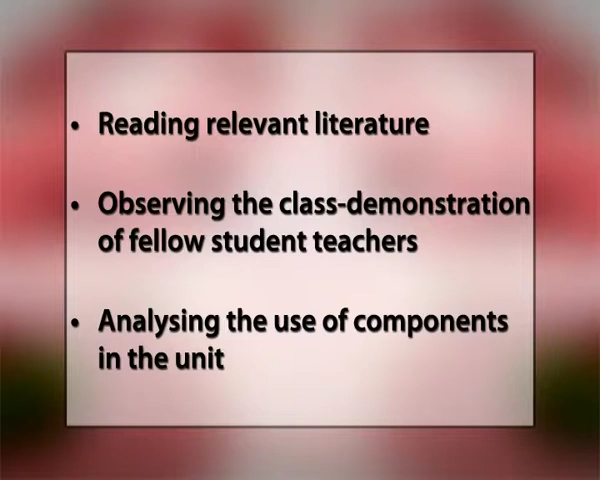 • Reading relevant literature
• Observing the class-demonstration
of fellow student teachers
• Analysing the use of components
in the unit